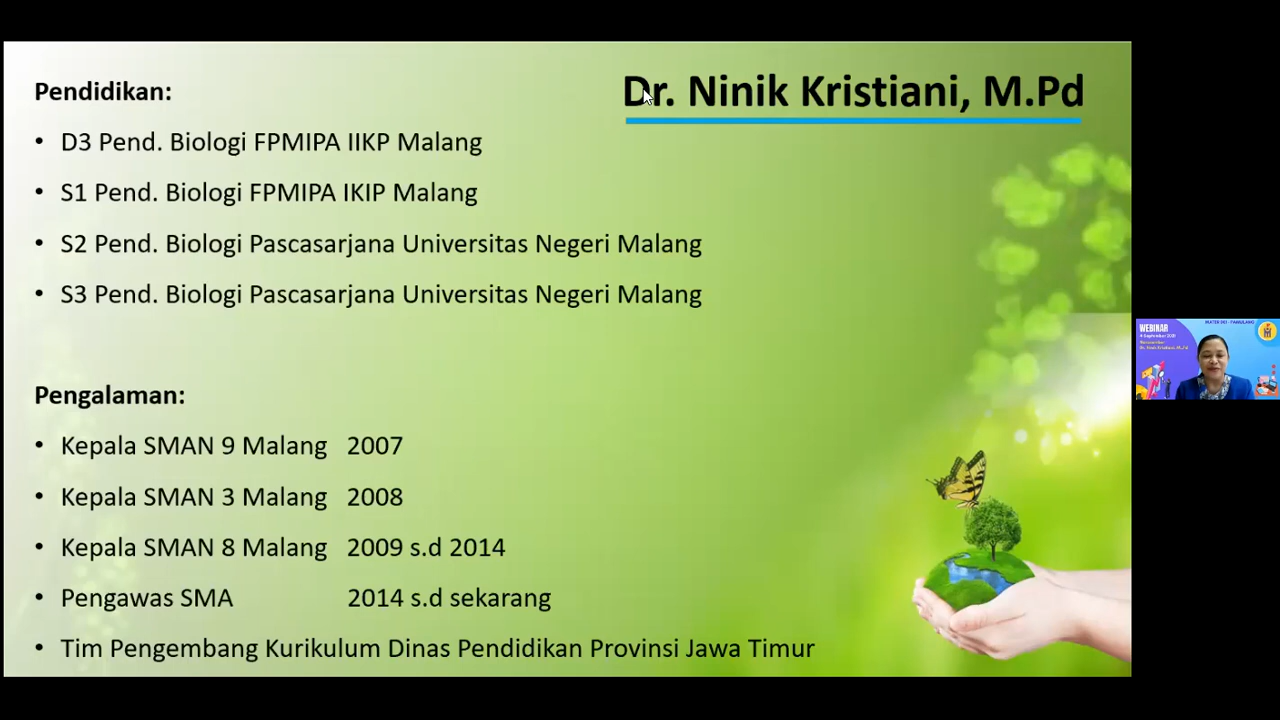 Dr. Ninik Kristiani, M.Pd
Pendidikan:
• D3 Pend. Biologi FPMIPA IIKP Malang
• S1 Pend. Biologi FPMIPA IKIP Malang
• S2 Pend. Biologi Pascasarjana Universitas Negeri Malang
• S3 Pend. Biologi Pascasarjana Universitas Negeri Malang
Pengalaman:
• Kepala SMAN 9 Malang 2007
• Kepala SMAN 3 Malang 2008
• Kepala SMAN 8 Malang 2009 s.d 2014
• Pengawas SMA 2014 s.d sekarang
• Tim Pengembang Kurikulum Dinas Pendidikan Provinsi Jawa Timur
WEBINAR